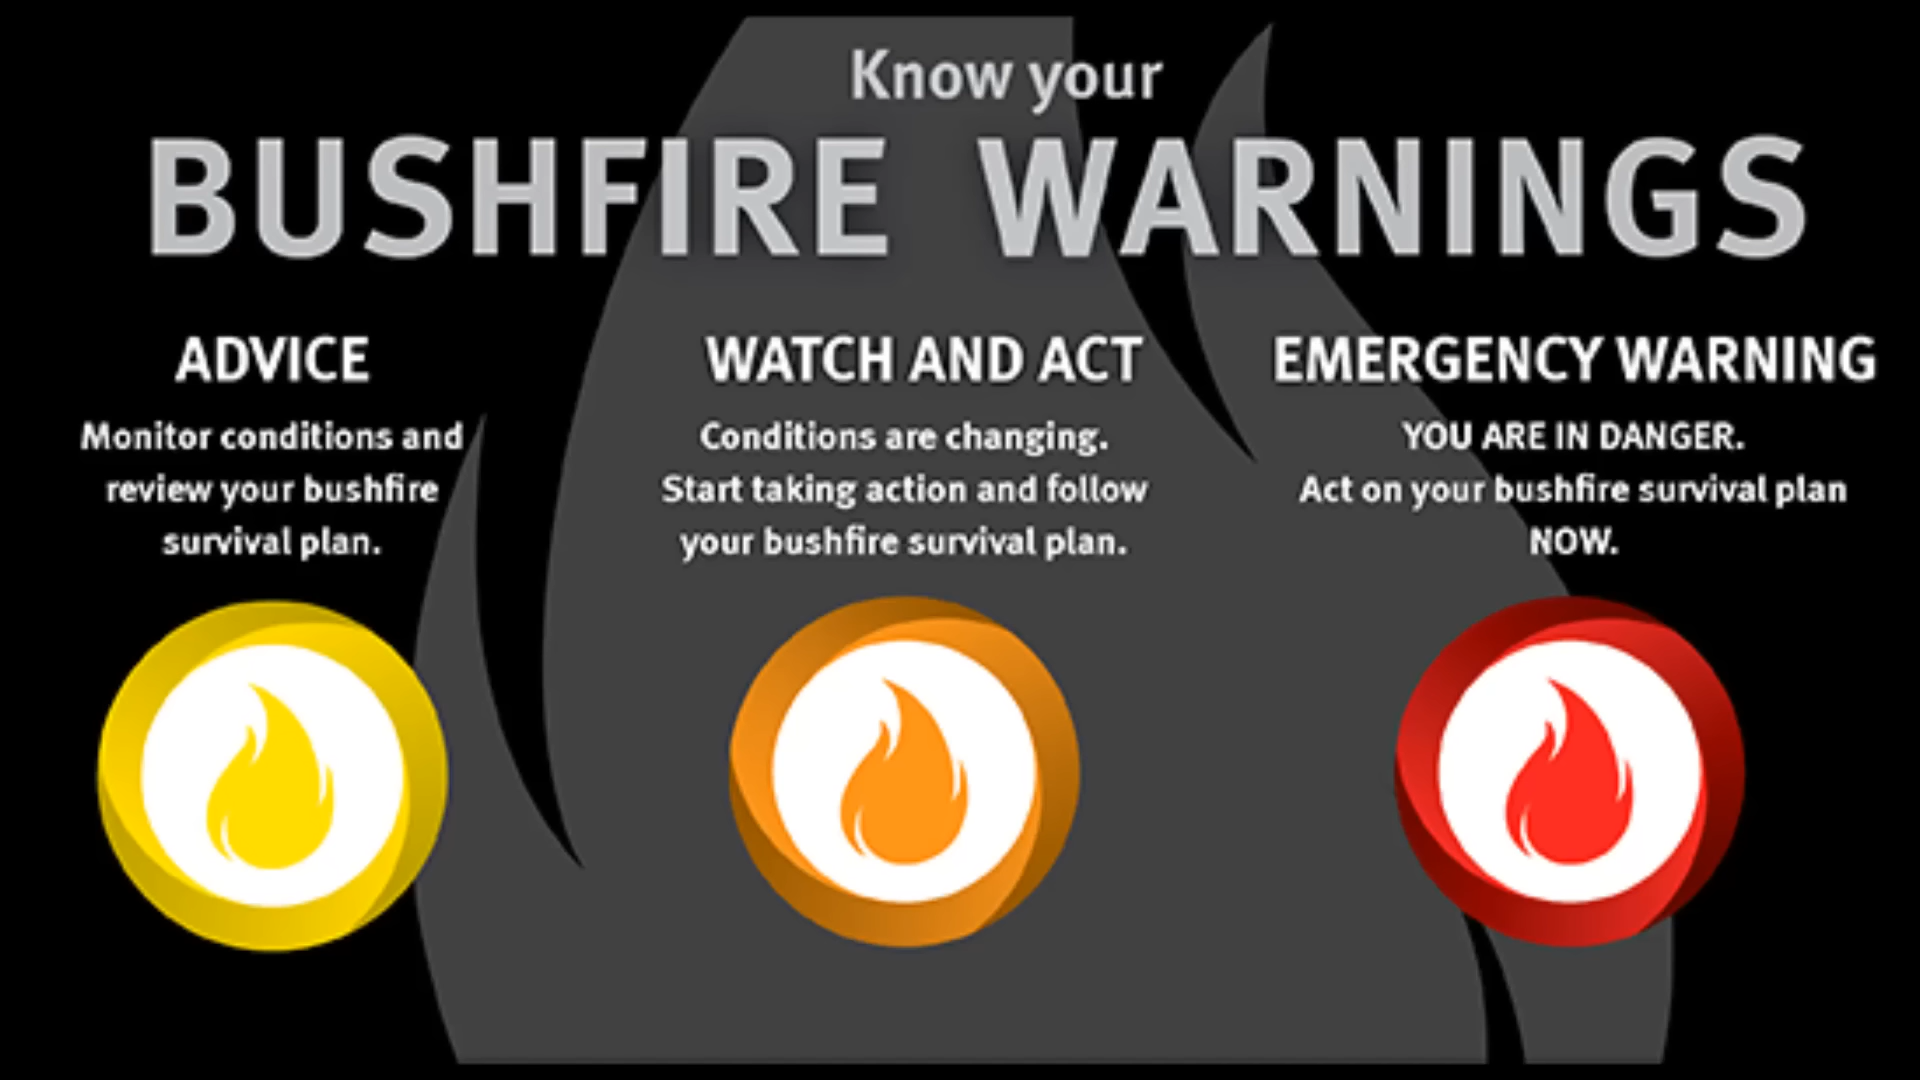 Know your
BUSHFIRE WARNINGS
ADVICE
Monitor conditions and
review your bushfire
survival plan.
WATCH AND ACT
Conditions are changing.
Start taking action and follow
your bushfire survival plan.
EMERGENCY WARNING
YOU ARE IN DANGER.
Act on your bushfire survival plan
NOW.